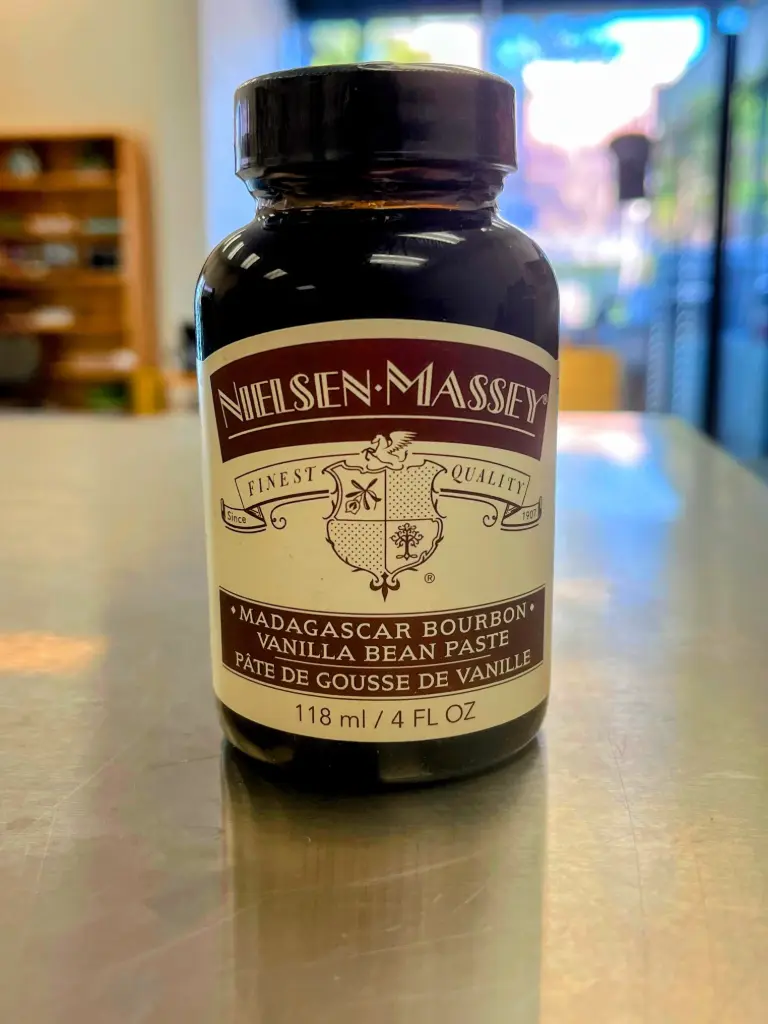 NIELSEN·MASSEY®
FINEST QUALITY
Since 1907
®
• MADAGASCAR BOURBON •
VANILLA BEAN PASTE
PÂTE DE GOUSSE DE VANILLE
118 ml / 4 FL OZ